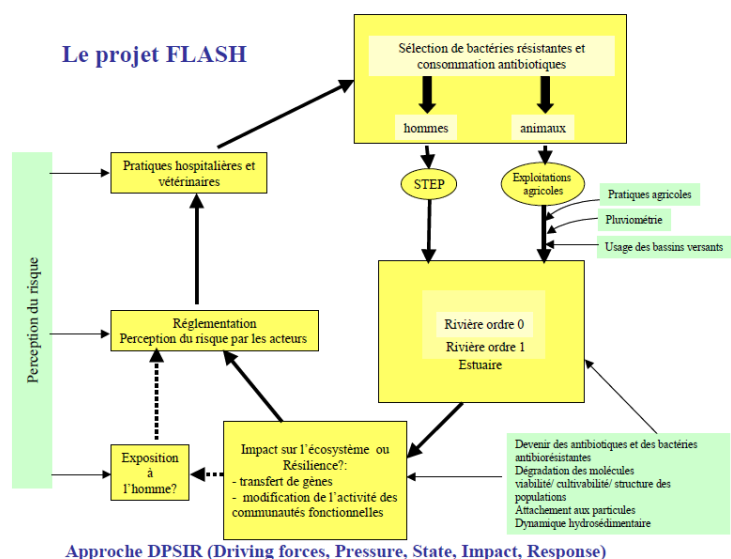 Le projet FLASH
Sélection de bactéries résistantes et
consommation antibiotiques
hommes
animaux
Pratiques hospitalières et
vétérinaires
STEP
Exploitations
agricoles
Pratiques agricoles
Pluviométrie
Usage des bassins versants
Perception du risque
Réglementation
Perception du risque par les acteurs
Rivière ordre 0
Rivière ordre 1
Estuaire
Exposition
à
l'homme?
Impact sur l'écosystème ou
Résilience?:
- transfert de gènes
- modification de l'activité des
communautés fonctionnelles
Devenir des antibiotiques et des bactéries
antibiorésistantes
Dégradation des molécules
viabilité/ cultivabilité/ structure des
populations
Attachement aux particules
Dynamique hydrosédimentaire
Approche DPSIR (Driving forces, Pressure, State, Impact, Response)